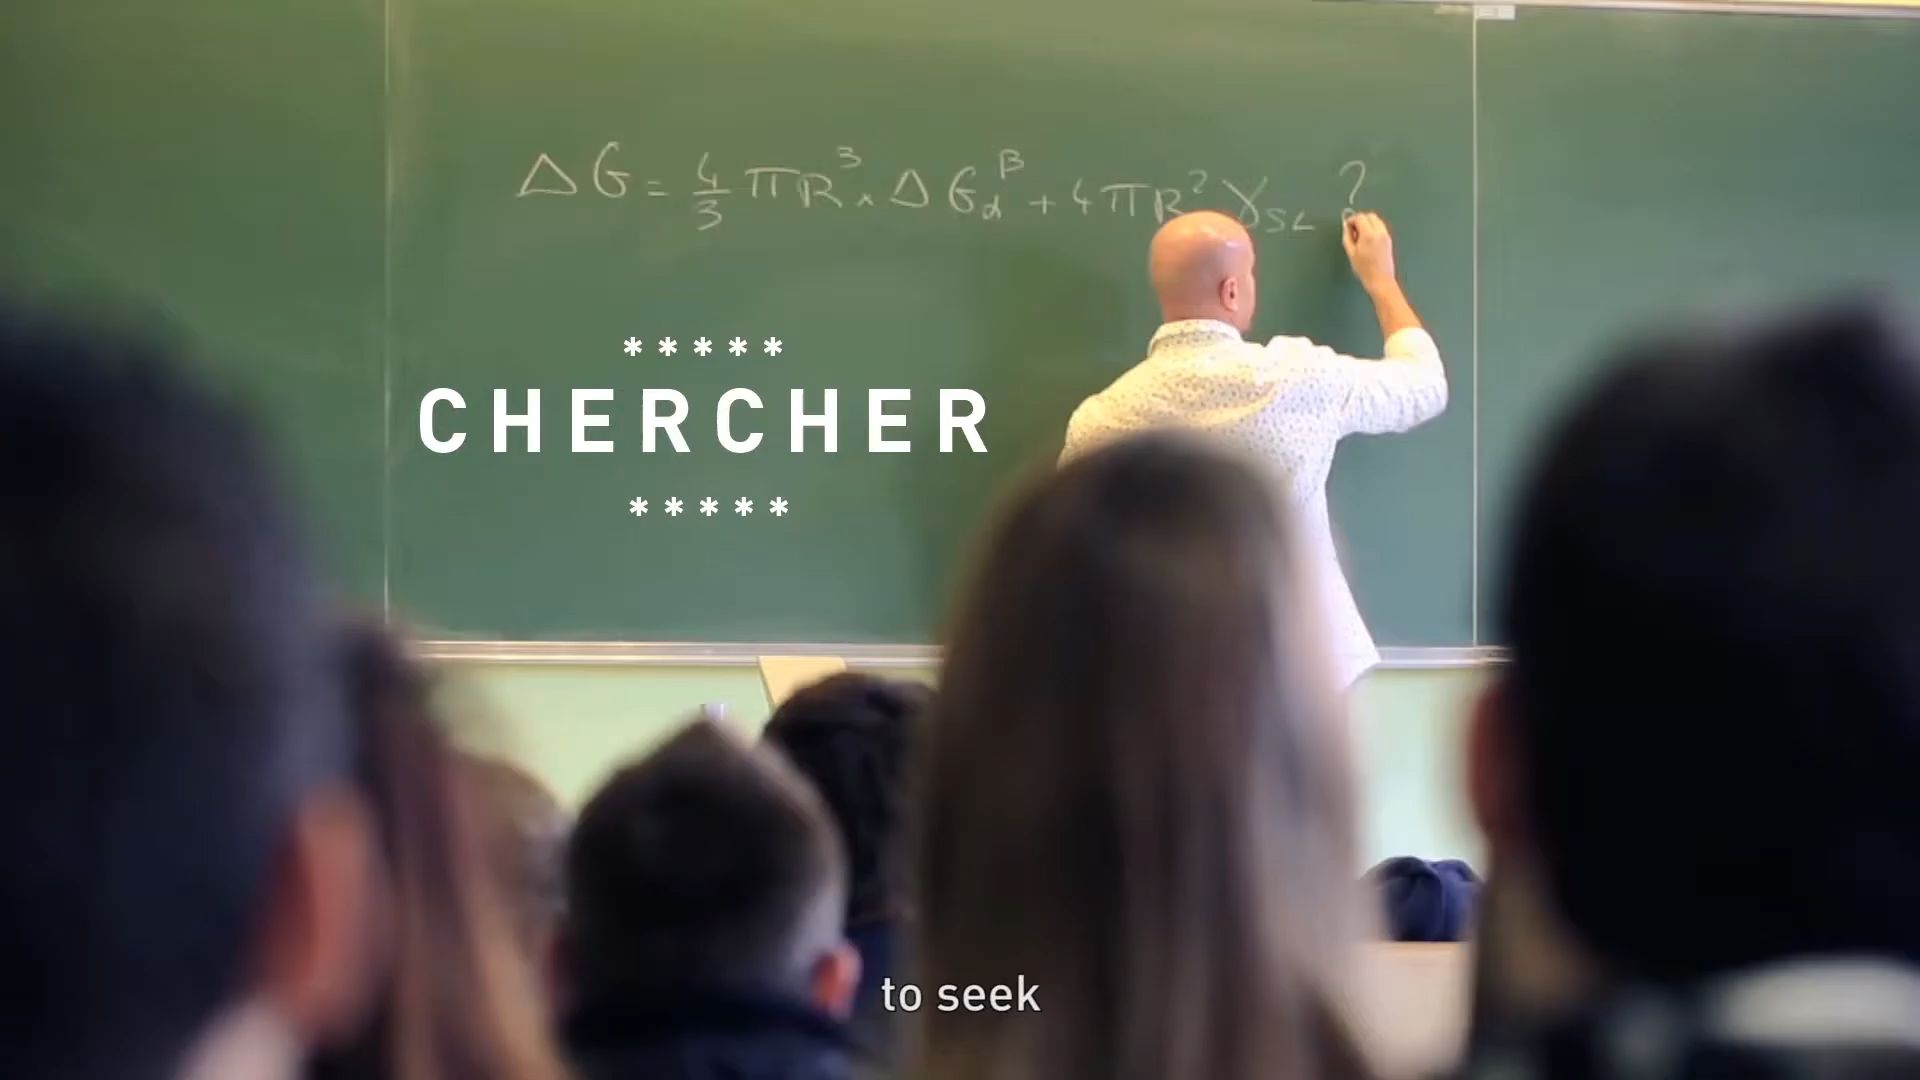 ΔG = 4/3 πR³ × ΔG_α^β + 4πR² γ_SL ?
*****
CHERCHER
*****
to seek